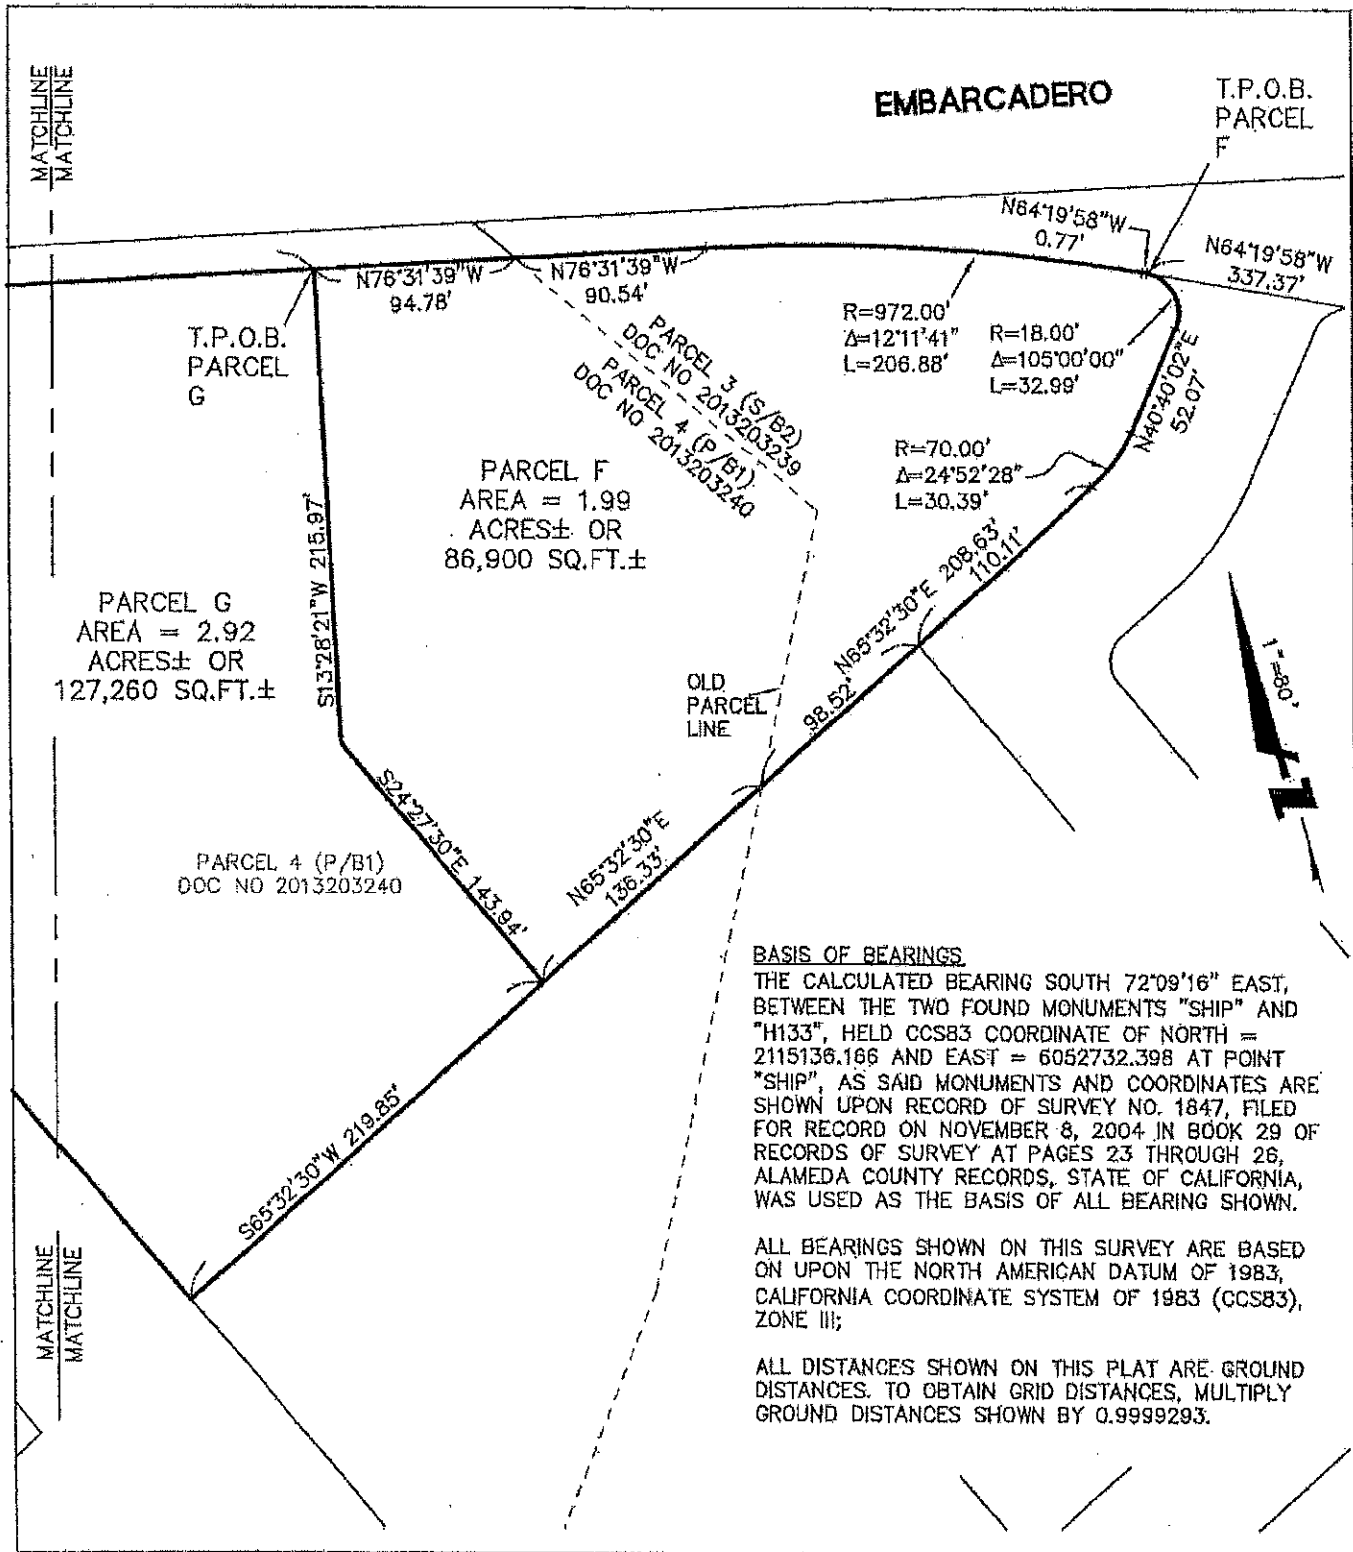 MATCHLINE
MATCHLINE
EMBARCADERO
T.P.O.B.
PARCEL
F
N64°19'58"W
0.77'
N64°19'58"W
337.37'
N76°31'39"W
94.78'
N76°31'39"W
90.54'
T.P.O.B.
PARCEL
G
R=972.00'
Δ=12°11'41"
L=206.88'
R=18.00'
Δ=105°00'00"
L=32.99'
N40°40'02"E
52.07'
PARCEL 3 (S/B2)
DOC NO 2013203239
PARCEL 4 (P/B1)
DOC NO 2013203240
R=70.00'
Δ=24°52'28"
L=30.39'
PARCEL F
AREA = 1.99
ACRES± OR
86,900 SQ.FT.±
S13°28'21"W 215.97'
PARCEL G
AREA = 2.92
ACRES± OR
127,260 SQ.FT.±
N65°32'30"E 208.63'
110.11'
98.52'
OLD
PARCEL
LINE
1"=80'
N
S24°27'30"E 143.94'
N65°32'30"E
136.33'
PARCEL 4 (P/B1)
DOC NO 2013203240
S65°32'30"W 219.85'
BASIS OF BEARINGS
THE CALCULATED BEARING SOUTH 72°09'16" EAST,
BETWEEN THE TWO FOUND MONUMENTS "SHIP" AND
"H133", HELD CCS83 COORDINATE OF NORTH =
2115136.166 AND EAST = 6052732.398 AT POINT
"SHIP", AS SAID MONUMENTS AND COORDINATES ARE
SHOWN UPON RECORD OF SURVEY NO. 1847, FILED
FOR RECORD ON NOVEMBER 8, 2004 IN BOOK 29 OF
RECORDS OF SURVEY AT PAGES 23 THROUGH 26,
ALAMEDA COUNTY RECORDS, STATE OF CALIFORNIA,
WAS USED AS THE BASIS OF ALL BEARING SHOWN.
ALL BEARINGS SHOWN ON THIS SURVEY ARE BASED
ON UPON THE NORTH AMERICAN DATUM OF 1983,
CALIFORNIA COORDINATE SYSTEM OF 1983 (CCS83),
ZONE III;
ALL DISTANCES SHOWN ON THIS PLAT ARE GROUND
DISTANCES. TO OBTAIN GRID DISTANCES, MULTIPLY
GROUND DISTANCES SHOWN BY 0.9999293.
MATCHLINE
MATCHLINE